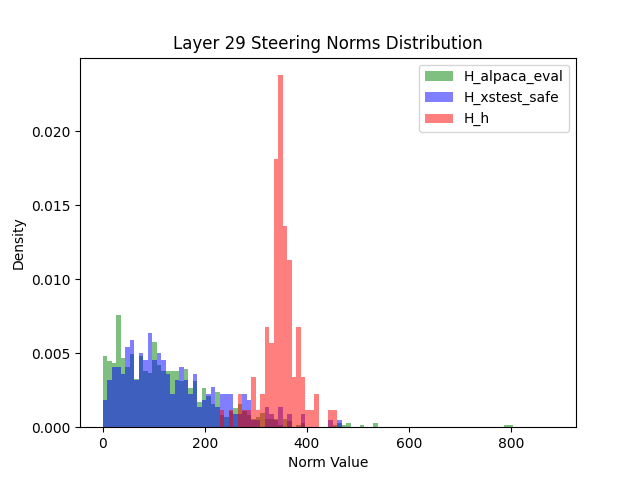 Layer 29 Steering Norms Distribution
H_alpaca_eval
H_xstest_safe
H_h
0.020
0.015
0.010
0.005
0.000
Density
0 200 400 600 800
Norm Value